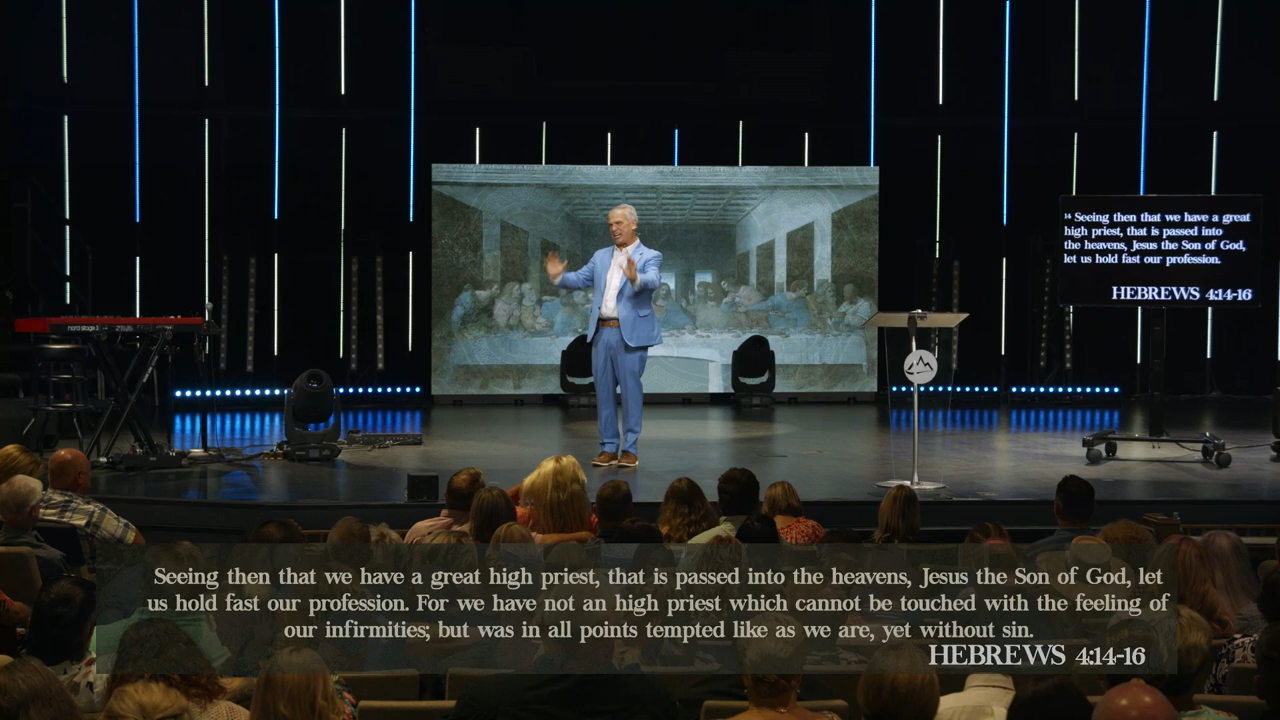 ¹⁴ Seeing then that we have a great
high priest, that is passed into
the heavens, Jesus the Son of God,
let us hold fast our profession.
HEBREWS 4:14-16
nord stage 3
Seeing then that we have a great high priest, that is passed into the heavens, Jesus the Son of God, let
us hold fast our profession. For we have not an high priest which cannot be touched with the feeling of
our infirmities; but was in all points tempted like as we are, yet without sin.
HEBREWS 4:14-16